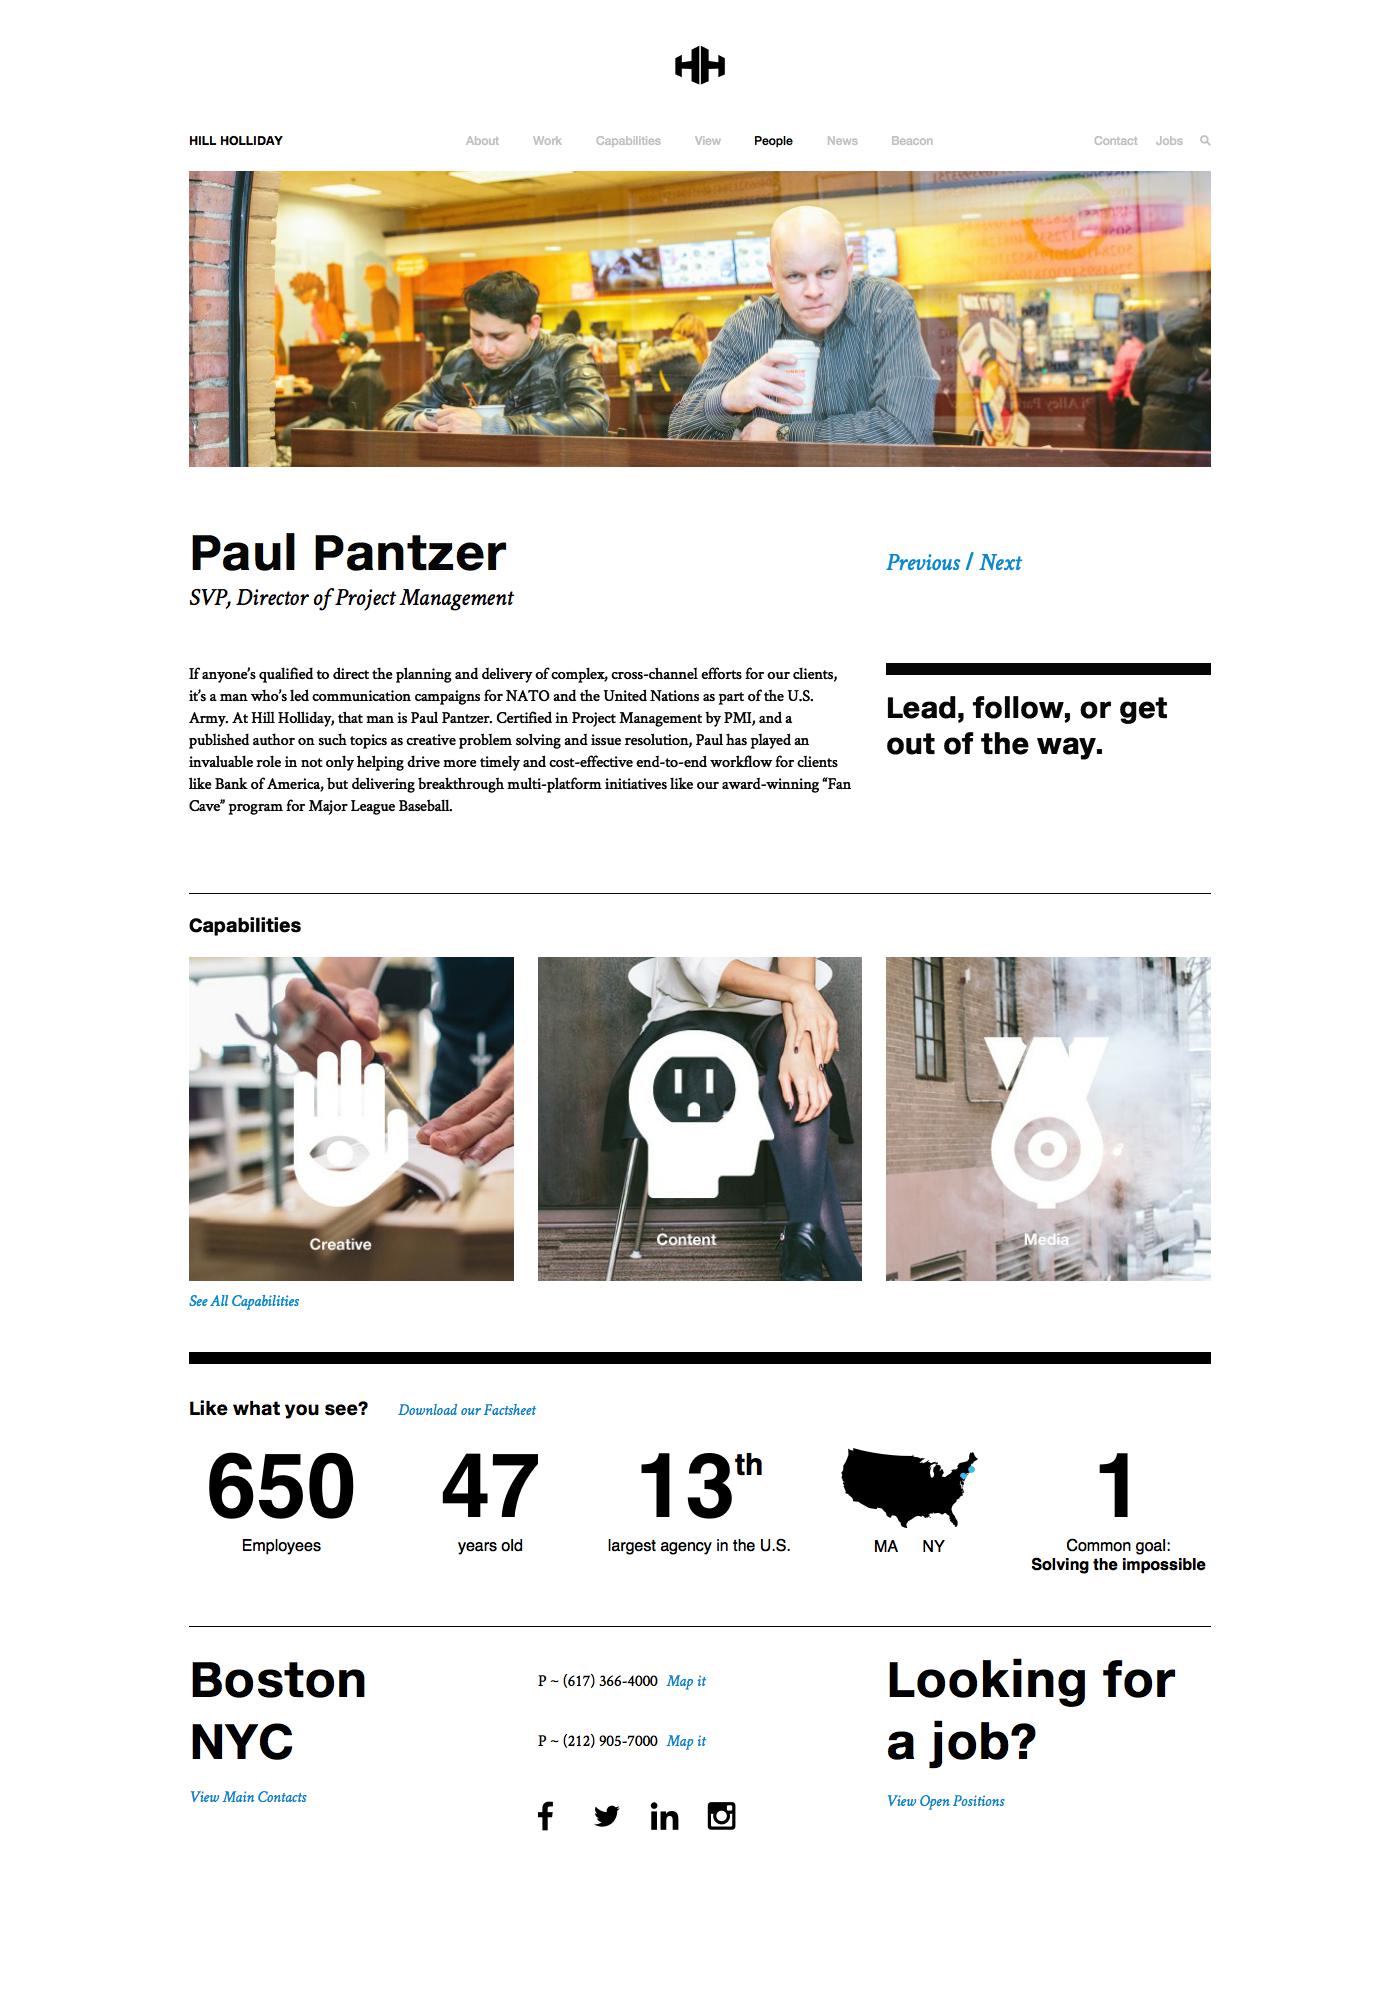 HILL HOLLIDAY
About Work Capabilities View People News Beacon
Contact Jobs
Paul Pantzer
SVP, Director of Project Management
Previous / Next
If anyone’s qualified to direct the planning and delivery of complex, cross-channel efforts for our clients,
it’s a man who’s led communication campaigns for NATO and the United Nations as part of the U.S.
Army. At Hill Holliday, that man is Paul Pantzer. Certified in Project Management by PMI, and a
published author on such topics as creative problem solving and issue resolution, Paul has played an
invaluable role in not only helping drive more timely and cost-effective end-to-end workflow for clients
like Bank of America, but delivering breakthrough multi-platform initiatives like our award-winning “Fan
Cave” program for Major League Baseball.
Lead, follow, or get
out of the way.
Capabilities
Creative
Content
Media
See All Capabilities
Like what you see? Download our Factsheet
650
Employees
47
years old
13th
largest agency in the U.S.
MA NY
1
Common goal:
Solving the impossible
Boston
NYC
View Main Contacts
P ~ (617) 366-4000 Map it
P ~ (212) 905-7000 Map it
Looking for
a job?
View Open Positions